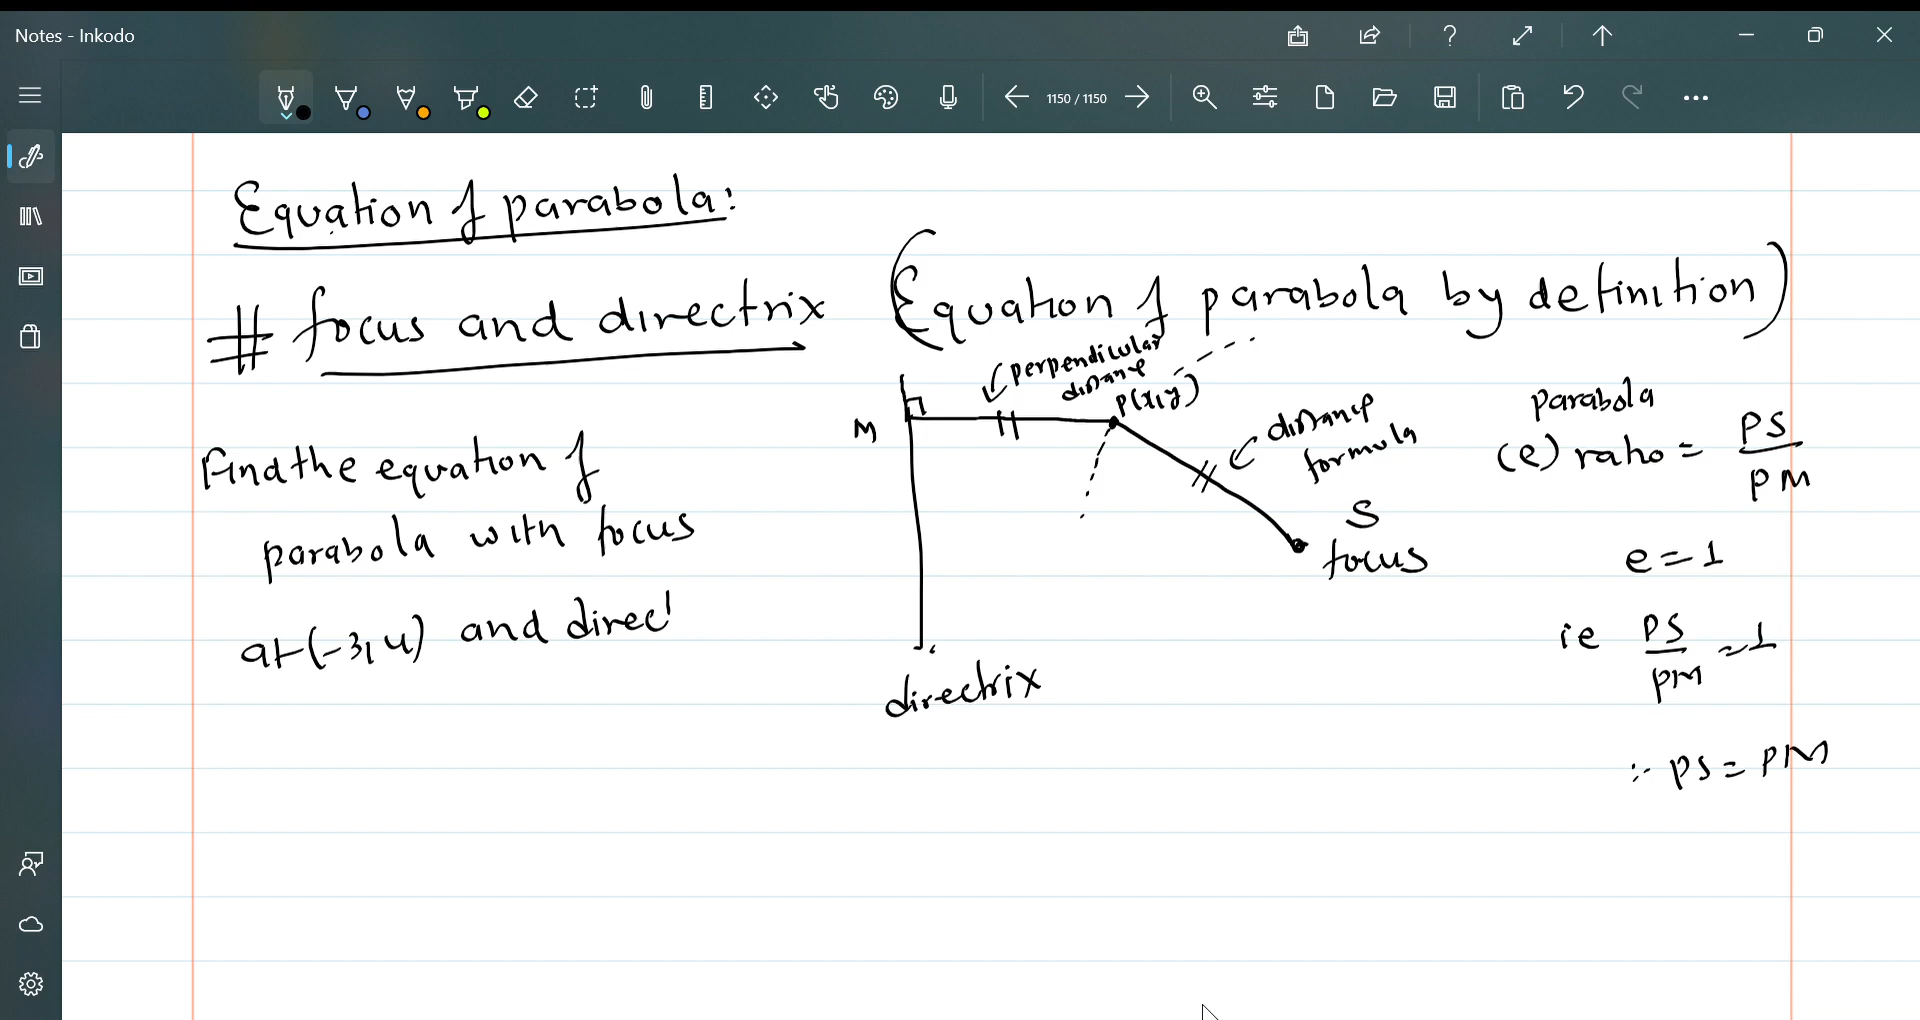 Notes - Inkodo
1150 / 1150
Equation of parabola:
# focus and directrix
(Equation of parabola by definition)
Find the equation of
parabola with focus
at (-3,4) and direc
perpendicular
distance
P(x,y)
M
distance
formula
S
focus
directrix
parabola
(e) ratio = PS/PM
e = 1
ie PS/PM = 1
∴ PS = PM